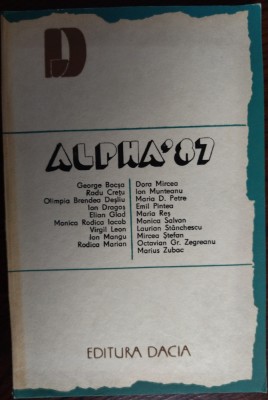 ALPHA'87
George Bacșa
Radu Crețu
Olimpia Brendea Deșliu
Ion Dragoș
Elian Glad
Monica Rodica Iacob
Virgil Leon
Ion Mangu
Rodica Marian
Dora Mircea
Ion Munteanu
Maria D. Petre
Emil Pintea
Maria Reș
Monica Salvan
Laurian Stănchescu
Mircea Ștefan
Octavian Gr. Zegreanu
Marius Zubac
EDITURA DACIA